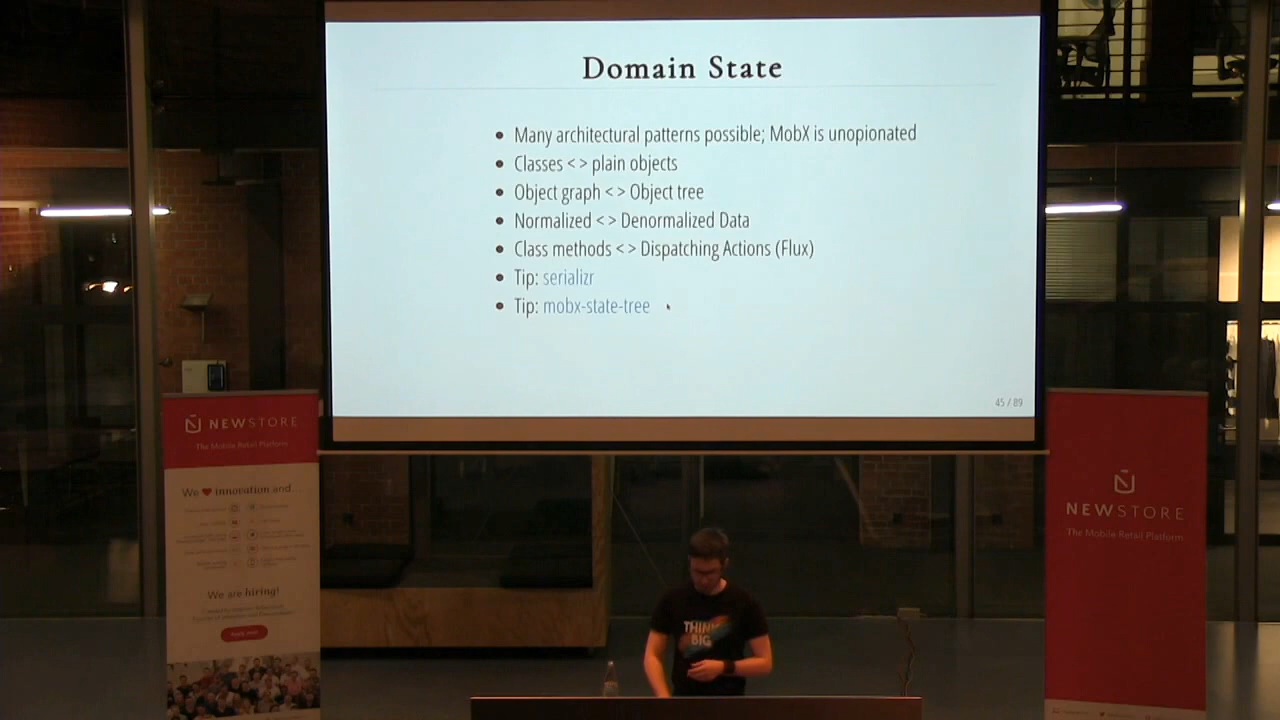 Domain State
Many architectural patterns possible; MobX is unopionated
Classes < > plain objects
Object graph < > Object tree
Normalized < > Denormalized Data
Class methods < > Dispatching Actions (Flux)
Tip: serializr
Tip: mobx-state-tree
45 / 89
NEWSTORE
The Mobile Retail Platform
We ♥ innovation and...
We are hiring!
Apply now
THINK
BIG
NEWSTORE
The Mobile Retail Platform